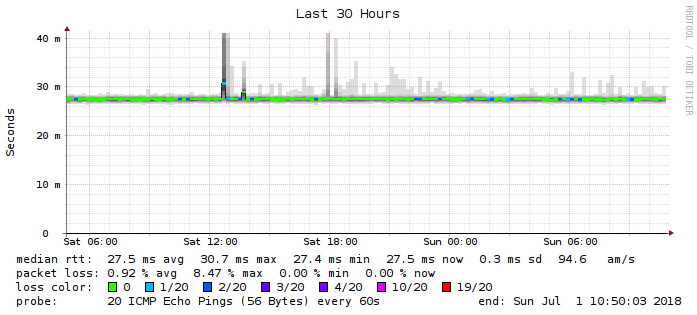 Last 30 Hours
RRDTOOL / TOBI OETIKER
Seconds
40 m
30 m
20 m
10 m
0
Sat 06:00 Sat 12:00 Sat 18:00 Sun 00:00 Sun 06:00
median rtt: 27.5 ms avg 30.7 ms max 27.4 ms min 27.5 ms now 0.3 ms sd 94.6 am/s
packet loss: 0.92 % avg 8.47 % max 0.00 % min 0.00 % now
loss color: 0 1/20 2/20 3/20 4/20 10/20 19/20
probe: 20 ICMP Echo Pings (56 Bytes) every 60s end: Sun Jul 1 10:50:03 2018